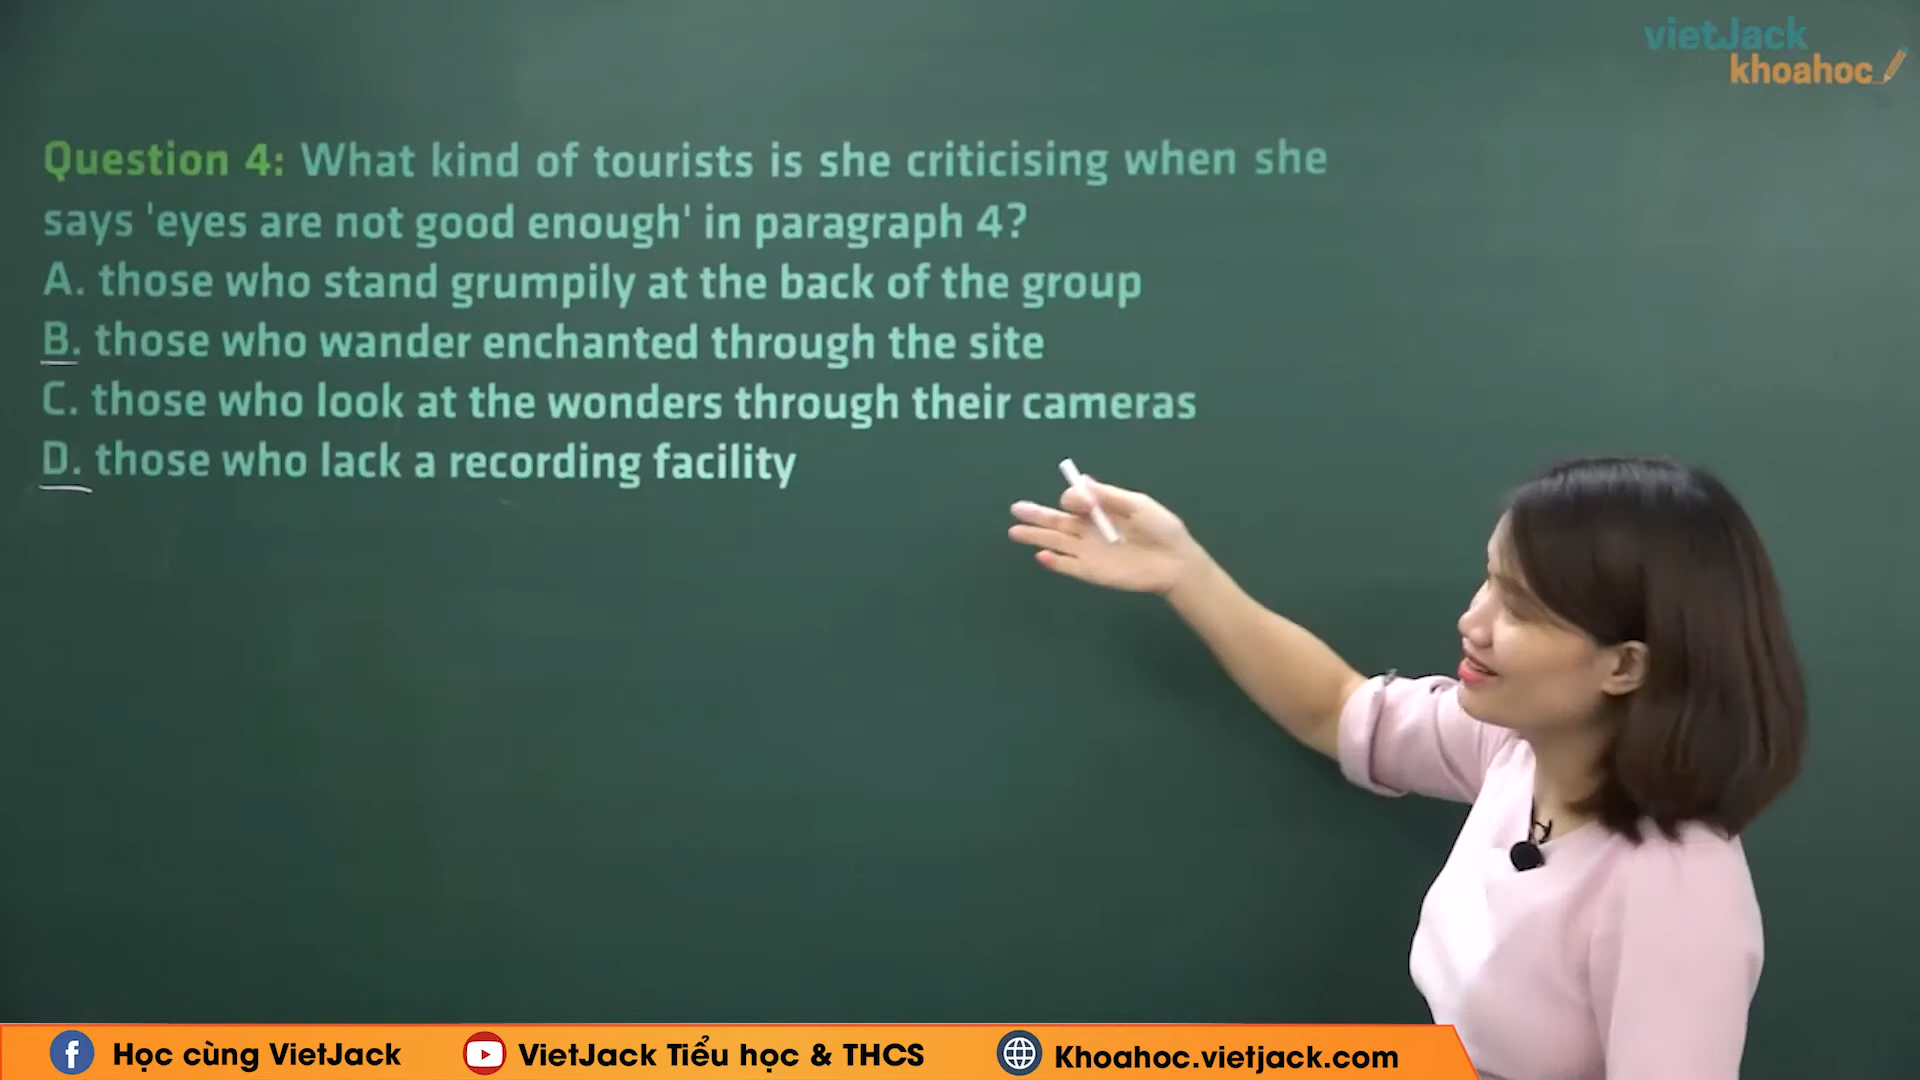 vietJack
khoahoc
Question 4: What kind of tourists is she criticising when she
says 'eyes are not good enough' in paragraph 4?
A. those who stand grumpily at the back of the group
B. those who wander enchanted through the site
C. those who look at the wonders through their cameras
D. those who lack a recording facility
Học cùng VietJack
VietJack Tiểu học & THCS
Khoahoc.vietjack.com